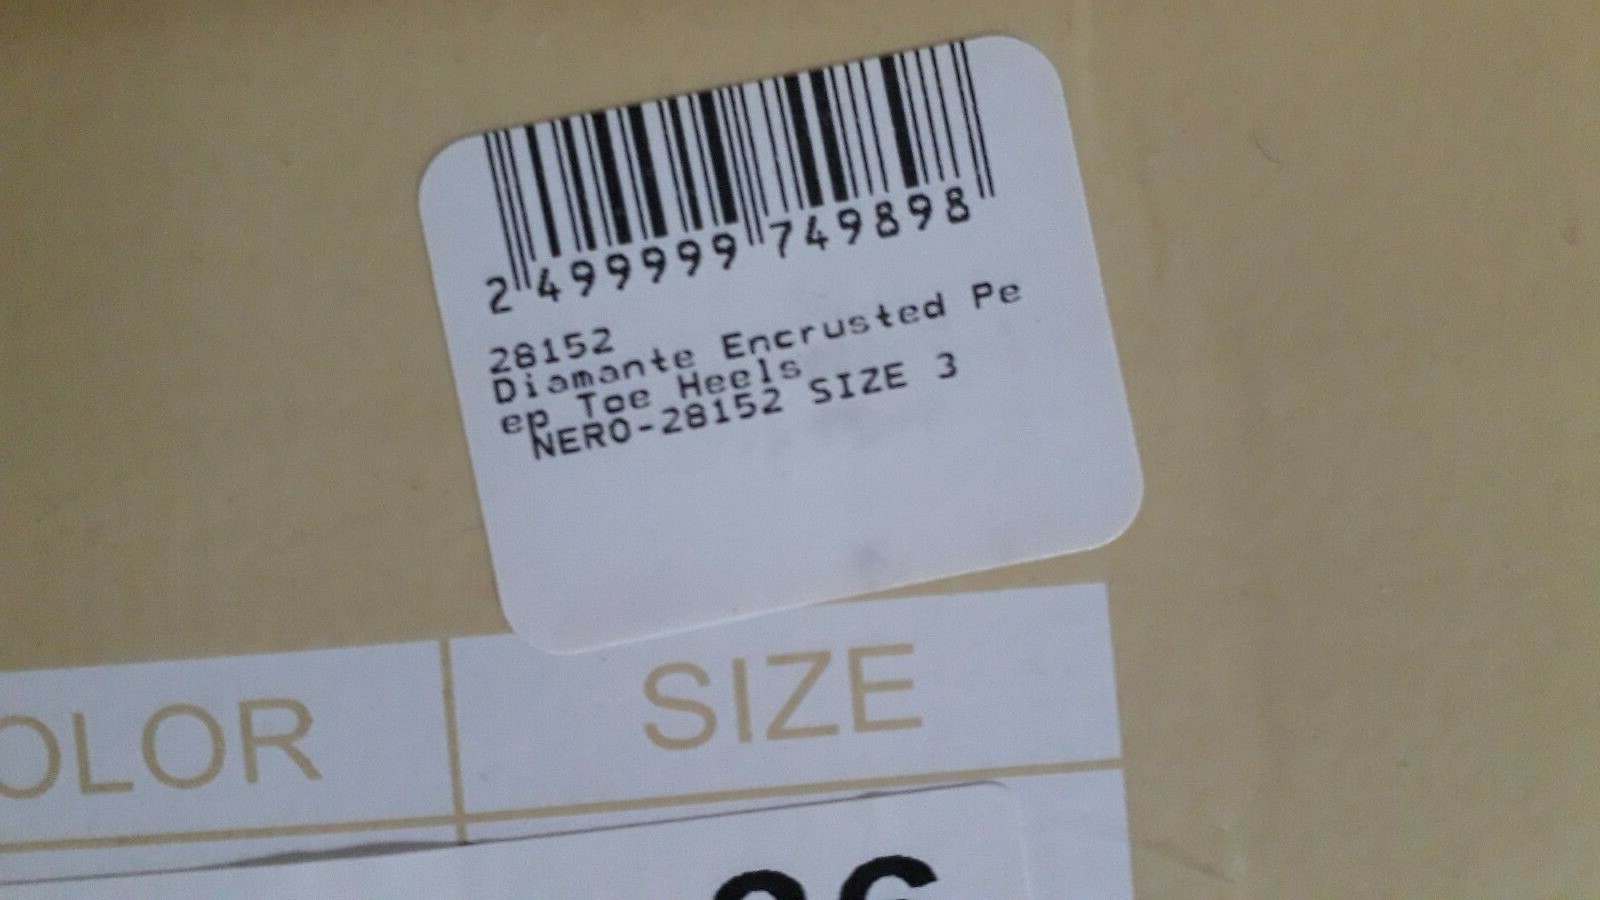 2 499999 749898
28152
Diamante Encrusted Pe
ep Toe Heels
NERO-28152 SIZE 3
OLOR SIZE